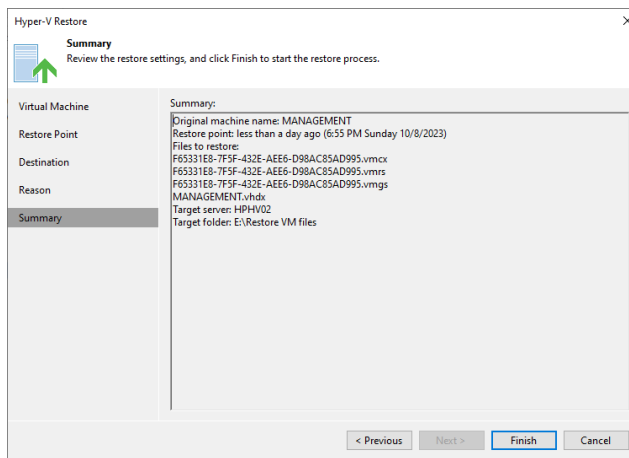 Hyper-V Restore
Summary
Review the restore settings, and click Finish to start the restore process.
Virtual Machine
Restore Point
Destination
Reason
Summary
Summary:
Original machine name: MANAGEMENT
Restore point: less than a day ago (6:55 PM Sunday 10/8/2023)
Files to restore:
F65331E8-7F5F-432E-AEE6-D98AC85AD995.vmcx
F65331E8-7F5F-432E-AEE6-D98AC85AD995.vmrs
F65331E8-7F5F-432E-AEE6-D98AC85AD995.vmgs
MANAGEMENT.vhdx
Target server: HPHV02
Target folder: E:\Restore VM files
< Previous
Next >
Finish
Cancel